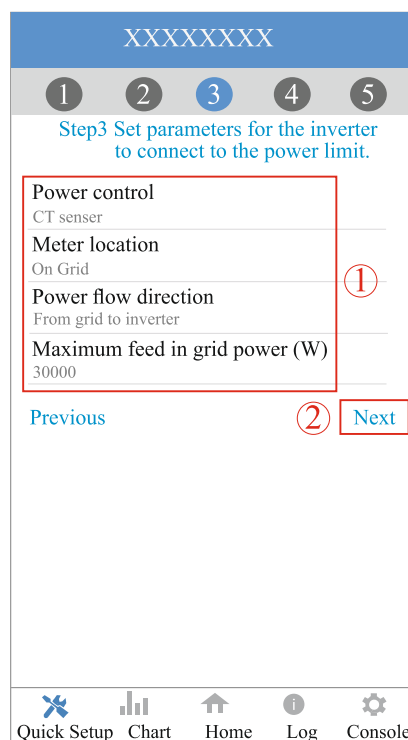 XXXXXXXX
1 2 3 4 5
Step3 Set parameters for the inverter
to connect to the power limit.
Power control
CT senser
Meter location
On Grid
①
Power flow direction
From grid to inverter
Maximum feed in grid power (W)
30000
Previous ② Next
Quick Setup Chart Home Log Console